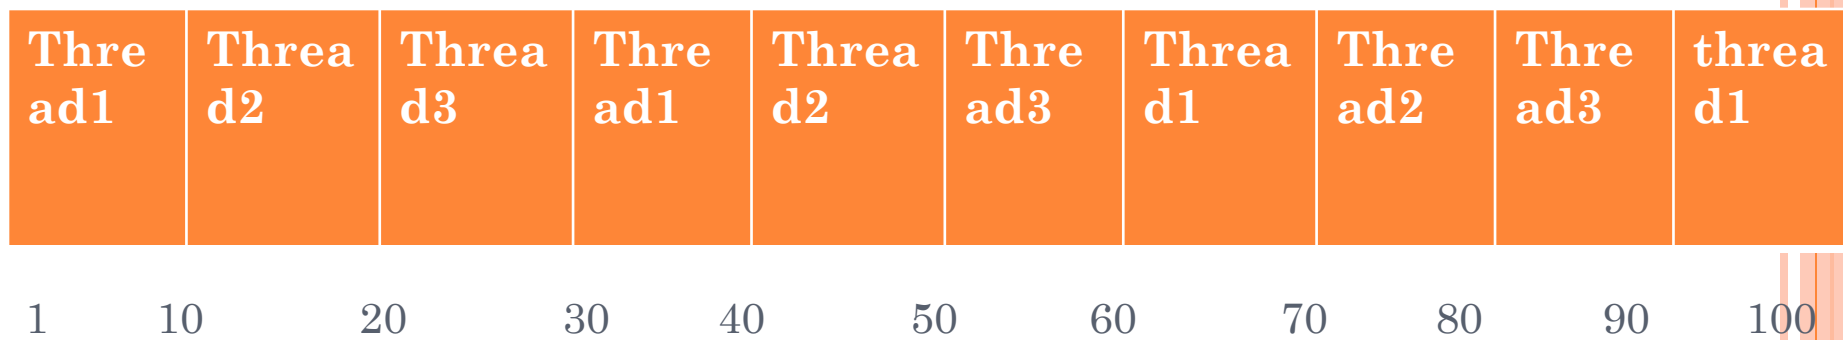 Thre Threa Threa Thre Threa Thre Threa Thre Thre threa
ad1 d2 d3 ad1 d2 ad3 d1 ad2 ad3 d1
1 10 20 30 40 50 60 70 80 90 100